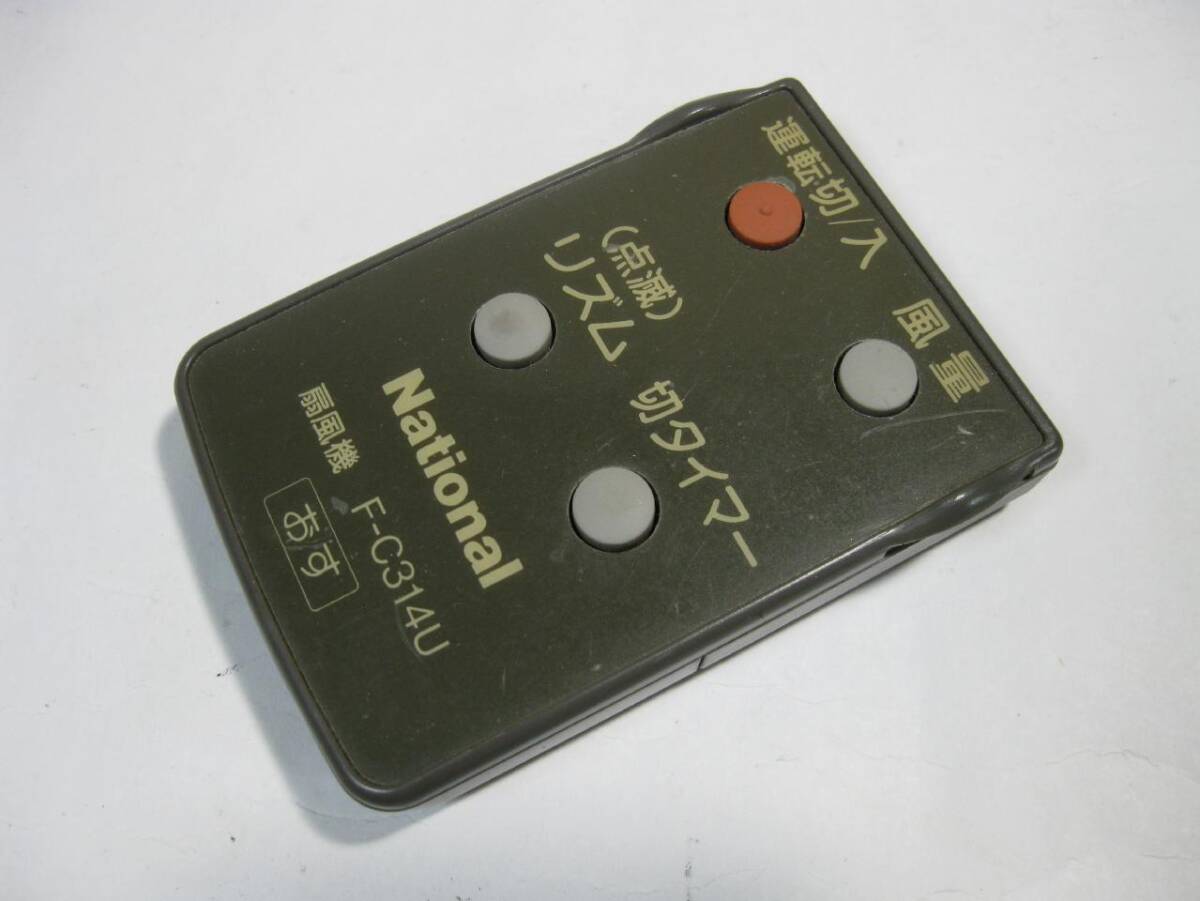 運転切/入
風量
(点滅)
リズム
切タイマー
National
扇風機 F-C314U
おす